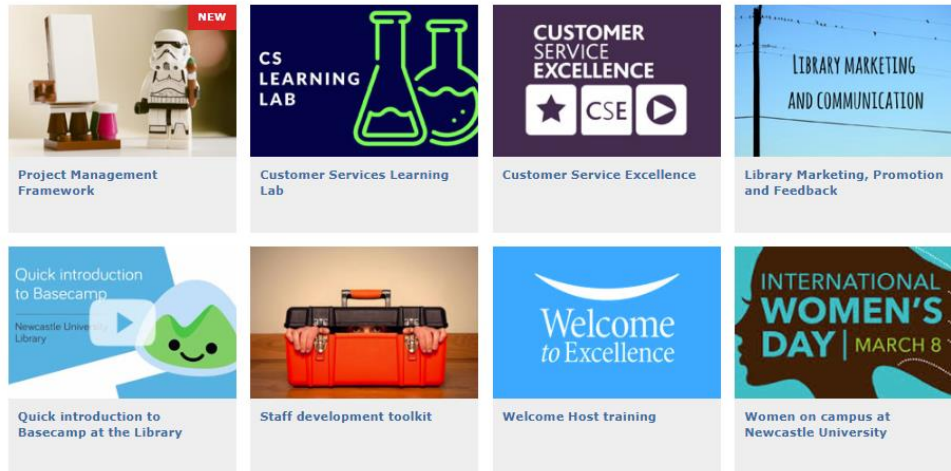 NEW
Project Management
Framework
CS
LEARNING
LAB
Customer Services Learning
Lab
CUSTOMER
SERVICE
EXCELLENCE
CSE
Customer Service Excellence
LIBRARY MARKETING
AND COMMUNICATION
Library Marketing, Promotion
and Feedback
Quick introduction
to Basecamp
Newcastle University
Library
Quick introduction to
Basecamp at the Library
Staff development toolkit
Welcome
to Excellence
Welcome Host training
INTERNATIONAL
WOMEN'S
DAY | MARCH 8
Women on campus at
Newcastle University